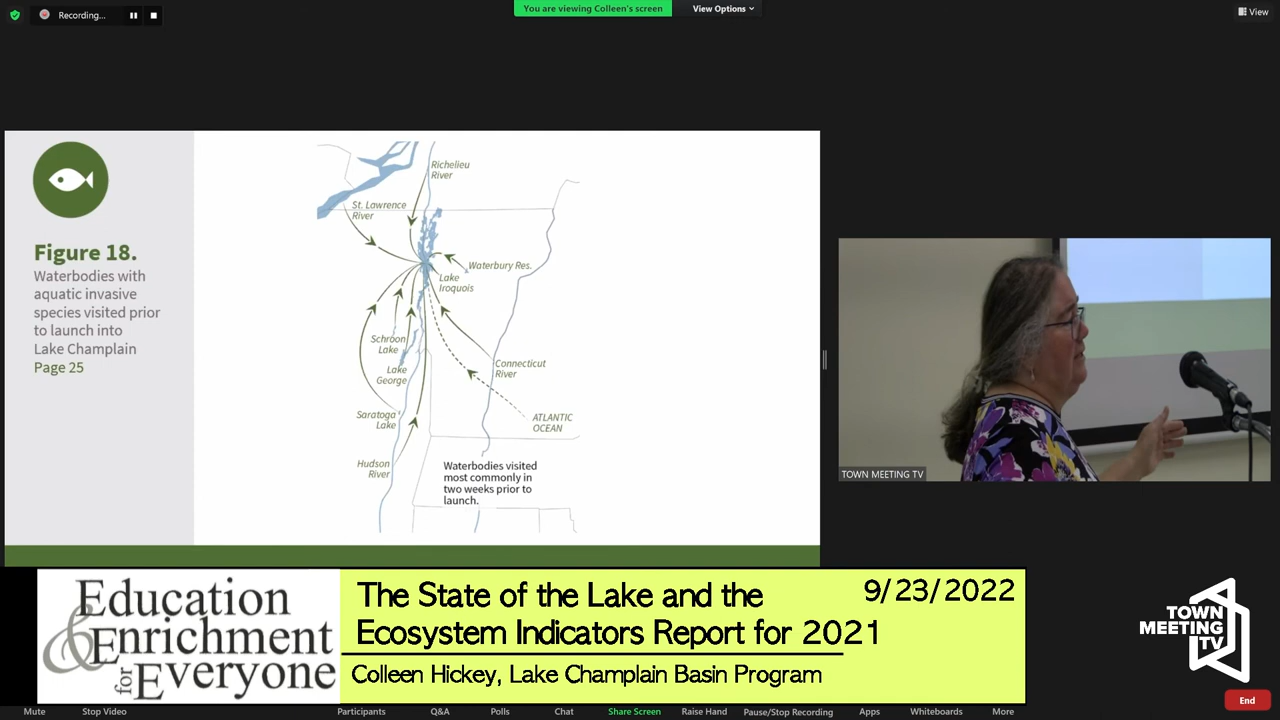 Recording...
You are viewing Colleen's screen
View Options
View
Figure 18.
Waterbodies with
aquatic invasive
species visited prior
to launch into
Lake Champlain
Page 25
Richelieu
River
St. Lawrence
River
Waterbury Res.
Lake
Iroquois
Schroon
Lake
Lake
George
Connecticut
River
Saratoga
Lake
ATLANTIC
OCEAN
Hudson
River
Waterbodies visited
most commonly in
two weeks prior to
launch.
TOWN MEETING TV
Education
& Enrichment
for Everyone
The State of the Lake and the
Ecosystem Indicators Report for 2021
9/23/2022
Colleen Hickey, Lake Champlain Basin Program
TOWN
MEETING
TV
End
Mute
Stop Video
Participants
Q&A
Polls
Chat
Share Screen
Raise Hand
Pause/Stop Recording
Apps
Whiteboards
More